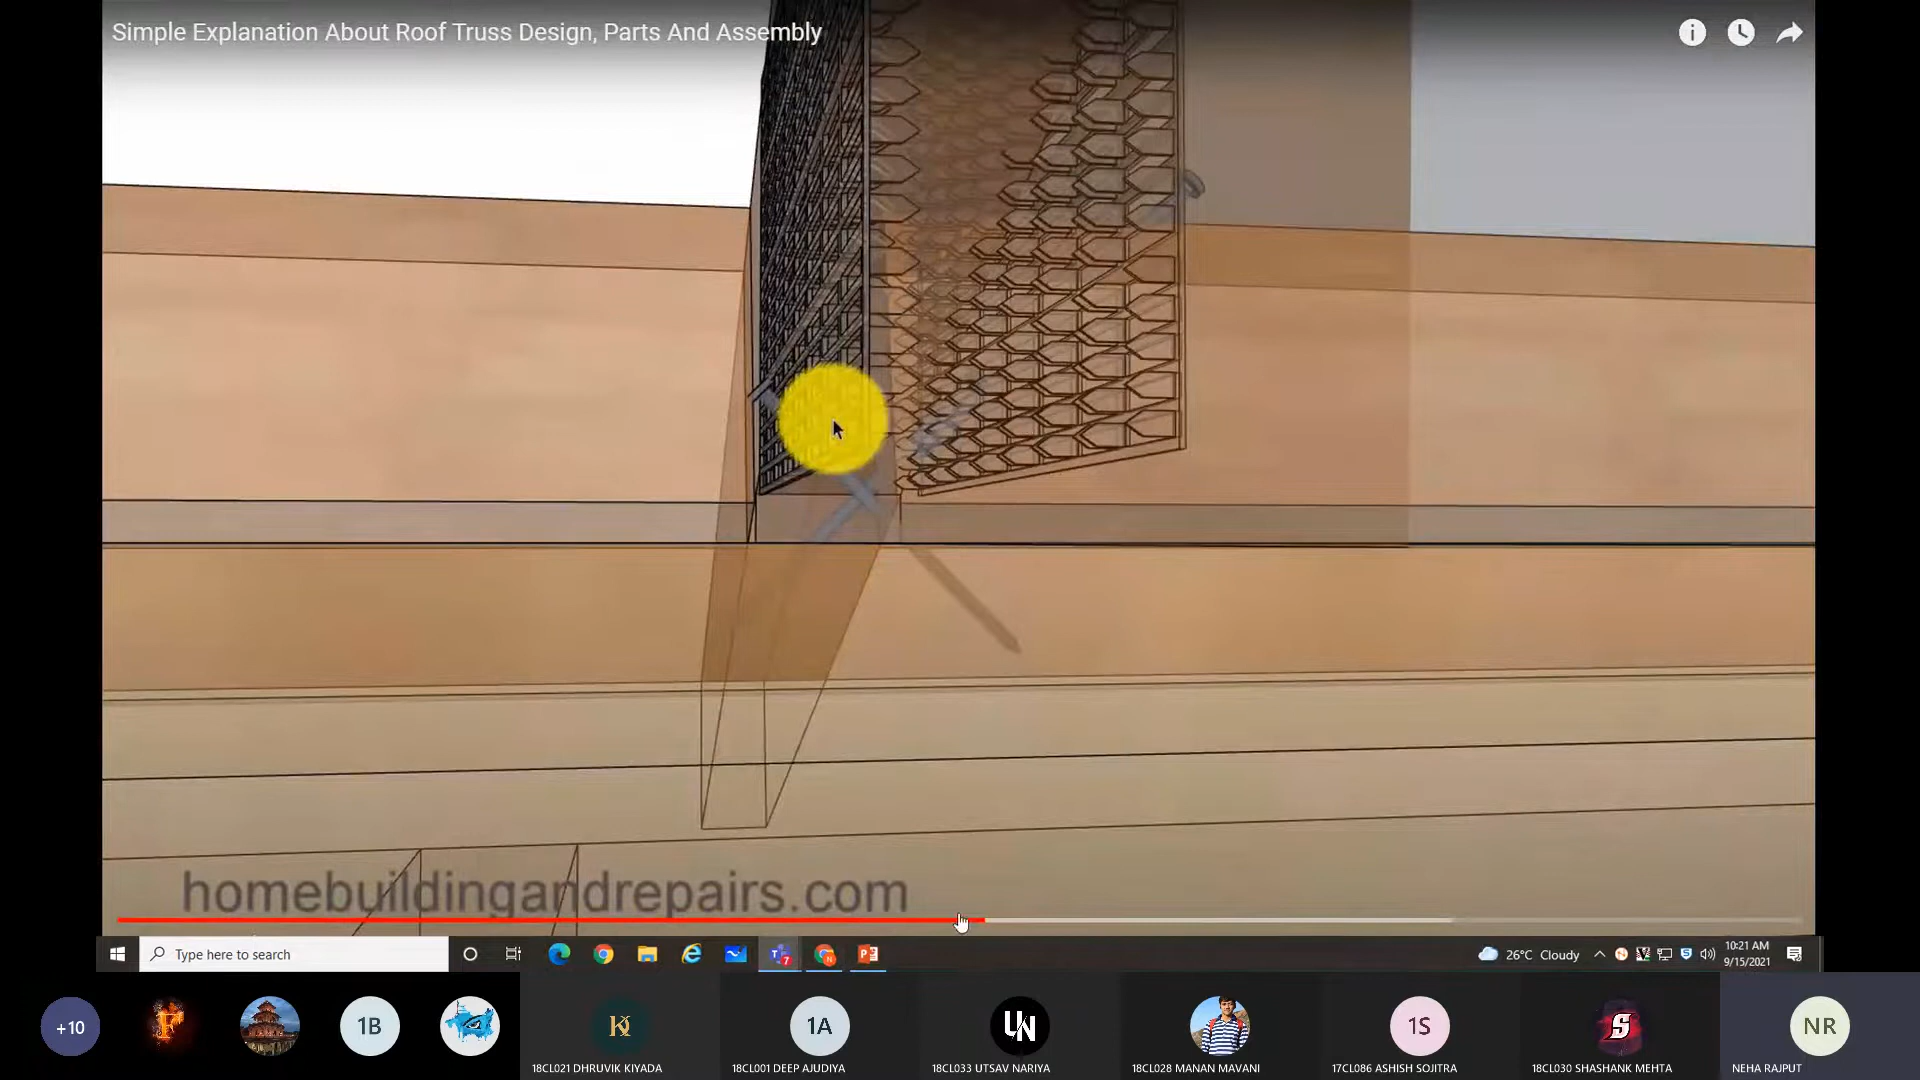 Simple Explanation About Roof Truss Design, Parts And Assembly
homebuildingandrepairs.com
Type here to search
7
26°C Cloudy
10:21 AM
9/15/2021
+10
1B
1A
UN
1S
S
NR
18CL021 DHRUVIK KIYADA
18CL001 DEEP AJUDIYA
18CL033 UTSAV NARIYA
18CL028 MANAN MAVANI
17CL086 ASHISH SOJITRA
18CL030 SHASHANK MEHTA
NEHA RAJPUT